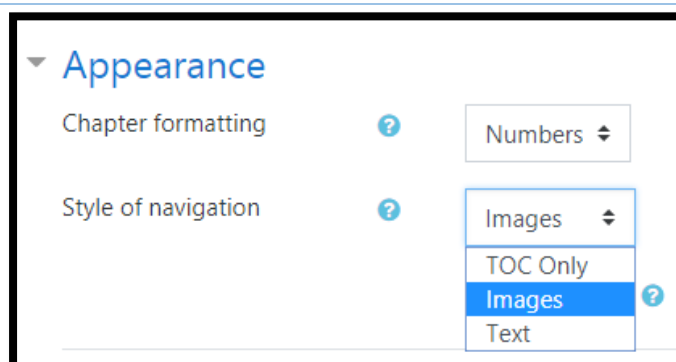 Appearance
Chapter formatting ? Numbers
Style of navigation ? Images
TOC Only
Images ?
Text